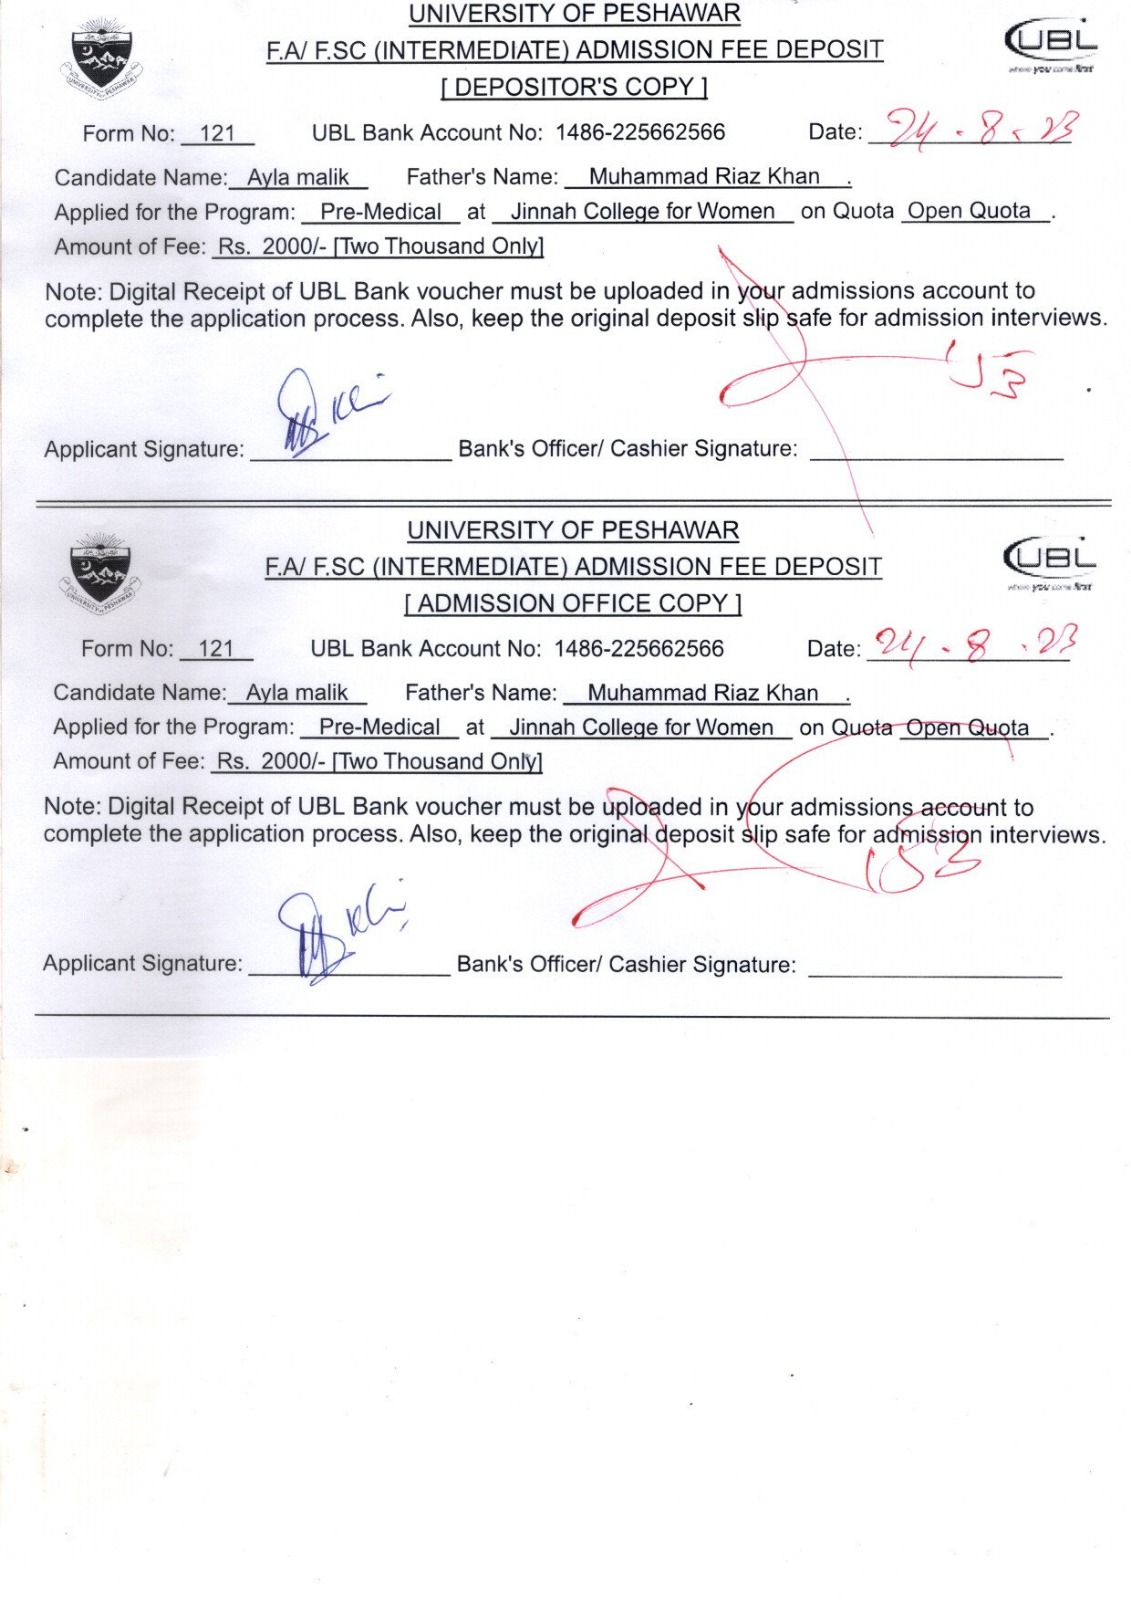 UNIVERSITY OF PESHAWAR
F.A/ F.SC (INTERMEDIATE) ADMISSION FEE DEPOSIT
[ DEPOSITOR'S COPY ]
UBL
where you come first
UNIVERSITY OF PESHAWAR
Form No: 121 UBL Bank Account No: 1486-225662566 Date: 24.8.23
Candidate Name: Ayla malik Father's Name: Muhammad Riaz Khan .
Applied for the Program: Pre-Medical at Jinnah College for Women on Quota Open Quota .
Amount of Fee: Rs. 2000/- [Two Thousand Only]
Note: Digital Receipt of UBL Bank voucher must be uploaded in your admissions account to
complete the application process. Also, keep the original deposit slip safe for admission interviews.
153
Applicant Signature: Bank's Officer/ Cashier Signature:
UNIVERSITY OF PESHAWAR
F.A/ F.SC (INTERMEDIATE) ADMISSION FEE DEPOSIT
[ ADMISSION OFFICE COPY ]
UBL
where you come first
UNIVERSITY OF PESHAWAR
Form No: 121 UBL Bank Account No: 1486-225662566 Date: 24.8.23
Candidate Name: Ayla malik Father's Name: Muhammad Riaz Khan .
Applied for the Program: Pre-Medical at Jinnah College for Women on Quota Open Quota .
Amount of Fee: Rs. 2000/- [Two Thousand Only]
Note: Digital Receipt of UBL Bank voucher must be uploaded in your admissions account to
complete the application process. Also, keep the original deposit slip safe for admission interviews.
153
Applicant Signature: Bank's Officer/ Cashier Signature: